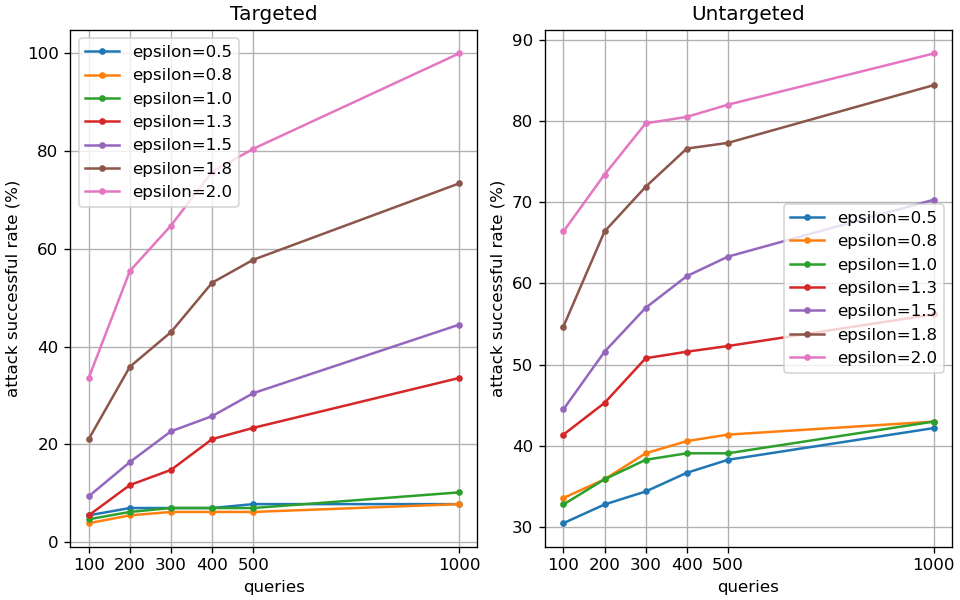 Targeted
attack successful rate (%)
100
80
60
40
20
0
epsilon=0.5
epsilon=0.8
epsilon=1.0
epsilon=1.3
epsilon=1.5
epsilon=1.8
epsilon=2.0
100 200 300 400 500 1000
queries
Untargeted
attack successful rate (%)
90
80
70
60
50
40
30
epsilon=0.5
epsilon=0.8
epsilon=1.0
epsilon=1.3
epsilon=1.5
epsilon=1.8
epsilon=2.0
100 200 300 400 500 1000
queries